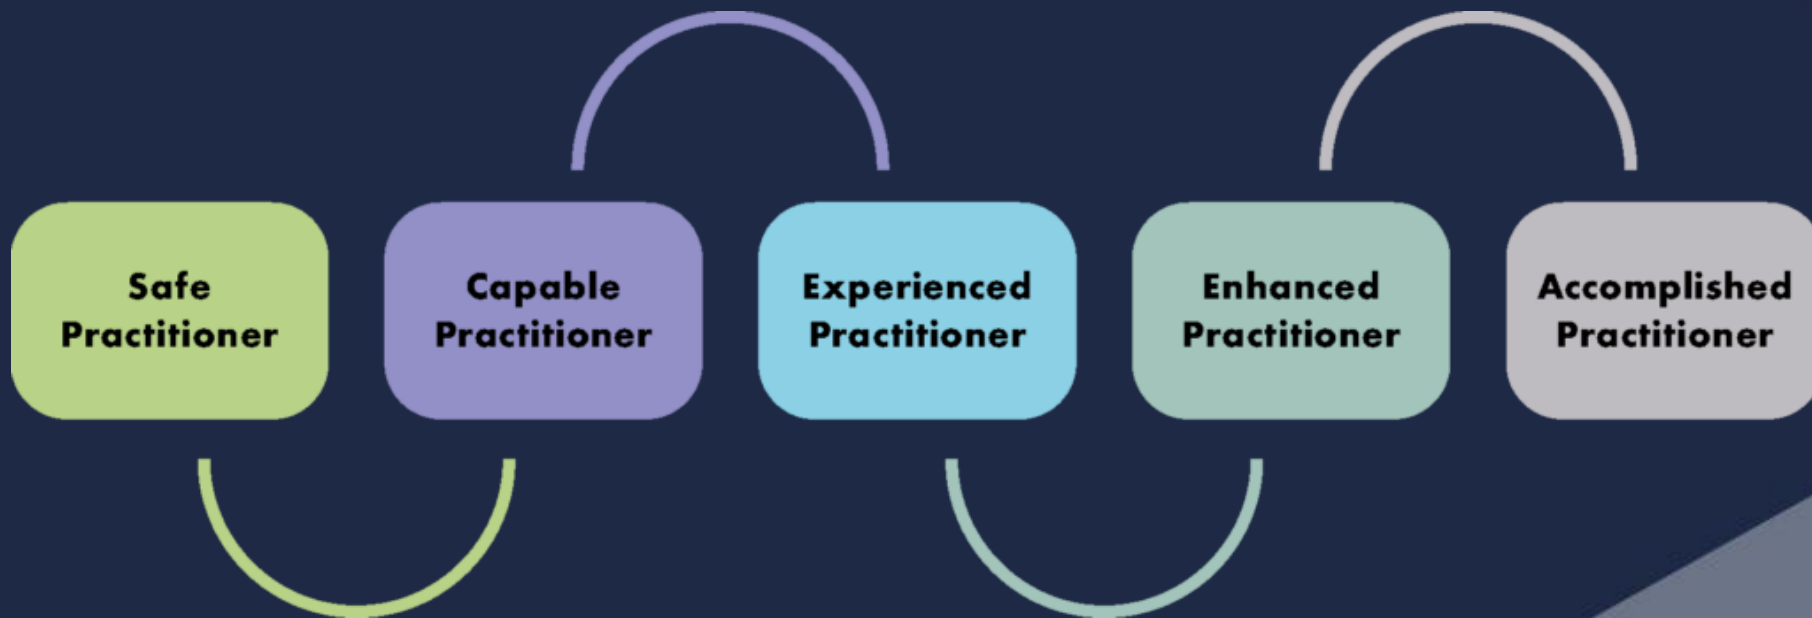 Safe
Practitioner
Capable
Practitioner
Experienced
Practitioner
Enhanced
Practitioner
Accomplished
Practitioner